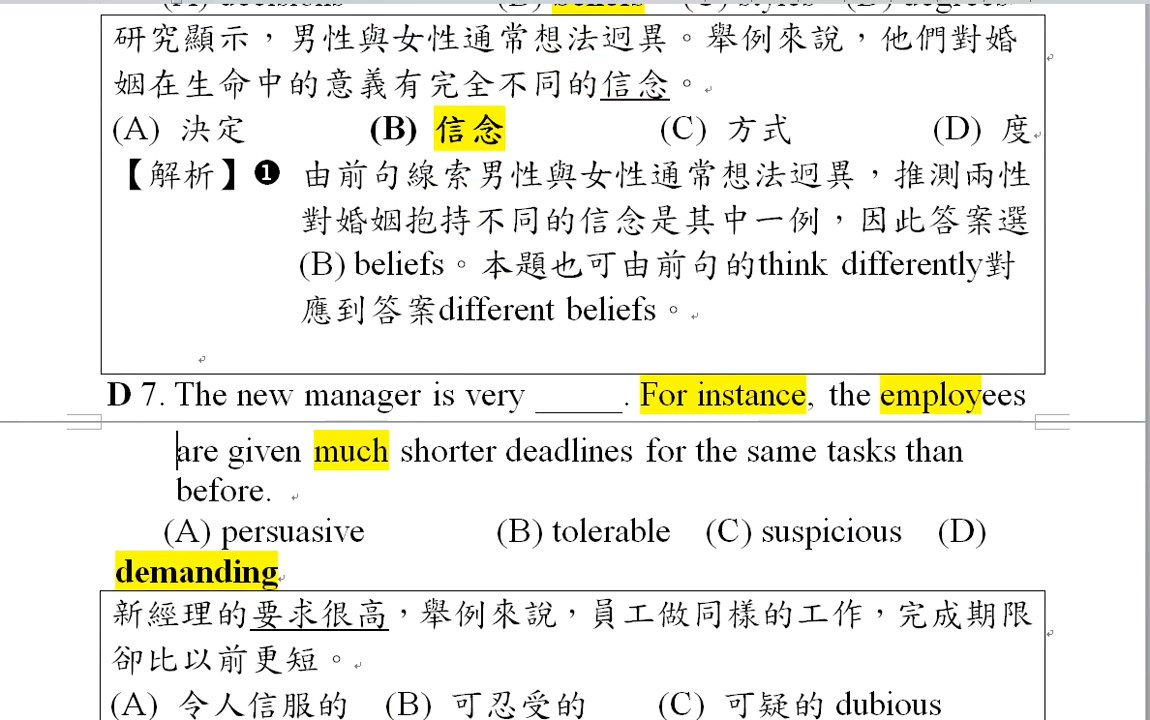 (A) decisions (B) beliefs (C) styles (D) degrees
研究顯示，男性與女性通常想法迥異。舉例來說，他們對婚
姻在生命中的意義有完全不同的信念。
(A) 決定 (B) 信念 (C) 方式 (D) 度
【解析】❶ 由前句線索男性與女性通常想法迥異，推測兩性
對婚姻抱持不同的信念是其中一例，因此答案選
(B) beliefs。本題也可由前句的think differently對
應到答案different beliefs。
D 7. The new manager is very _____. For instance, the employees
are given much shorter deadlines for the same tasks than
before.
(A) persuasive (B) tolerable (C) suspicious (D)
demanding
新經理的要求很高，舉例來說，員工做同樣的工作，完成期限
卻比以前更短。
(A) 令人信服的 (B) 可忍受的 (C) 可疑的 dubious